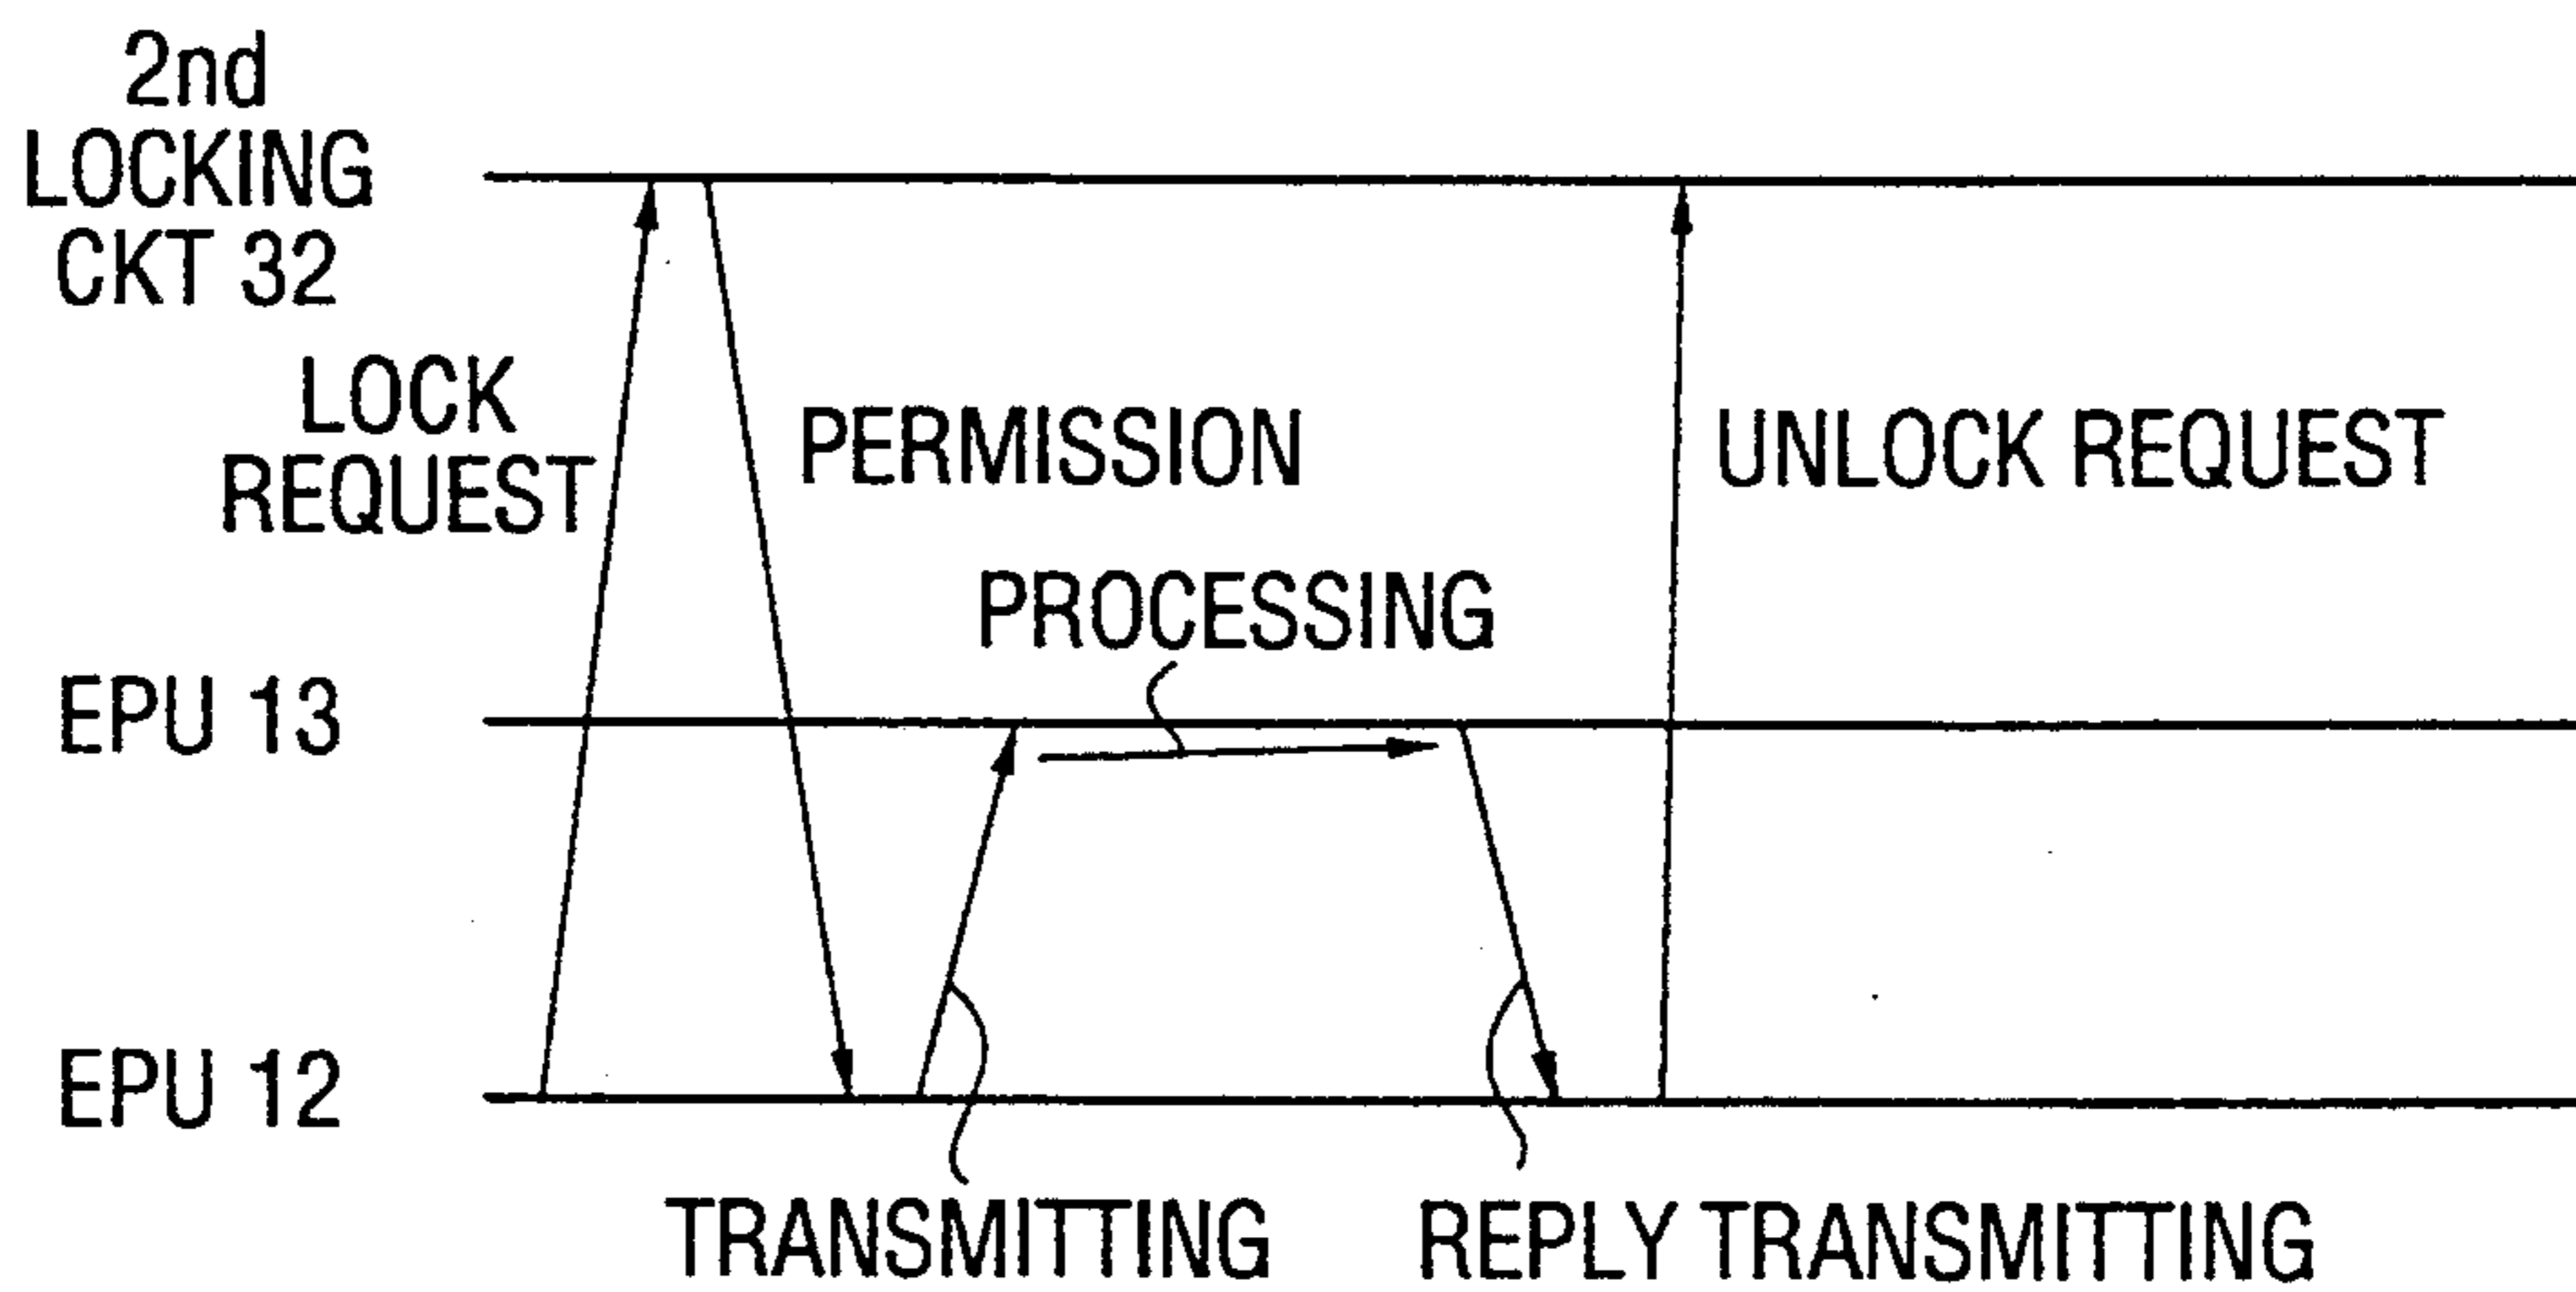 2nd
LOCKING
CKT 32
LOCK
REQUEST
PERMISSION
UNLOCK REQUEST
PROCESSING
EPU 13
EPU 12
TRANSMITTING
REPLY TRANSMITTING